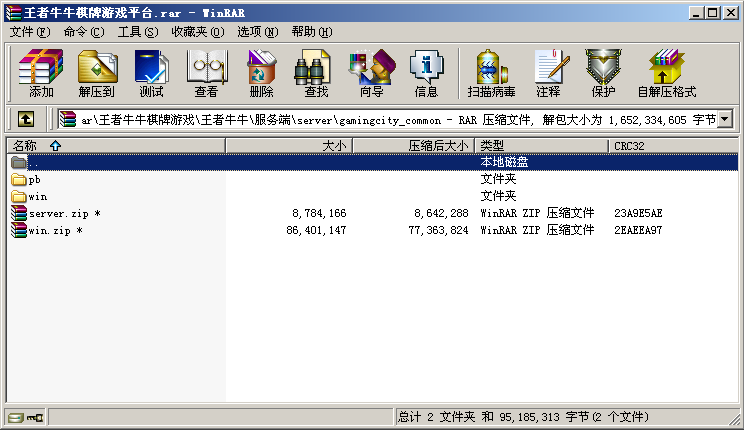 王者牛牛棋牌游戏平台.rar - WinRAR
文件(F) 命令(C) 工具(S) 收藏夹(O) 选项(N) 帮助(H)
添加 解压到 测试 查看 删除 查找 向导 信息 扫描病毒 注释 保护 自解压格式
ar\王者牛牛棋牌游戏\王者牛牛\服务端\server\gamingcity_common - RAR 压缩文件, 解包大小为 1,652,334,605 字节
名称 大小 压缩后大小 类型 CRC32
.. 本地磁盘
pb 文件夹
win 文件夹
server.zip * 8,784,166 8,642,288 WinRAR ZIP 压缩文件 23A9E5AE
win.zip * 86,401,147 77,363,824 WinRAR ZIP 压缩文件 2EAEEA97
总计 2 文件夹 和 95,185,313 字节(2 个文件)